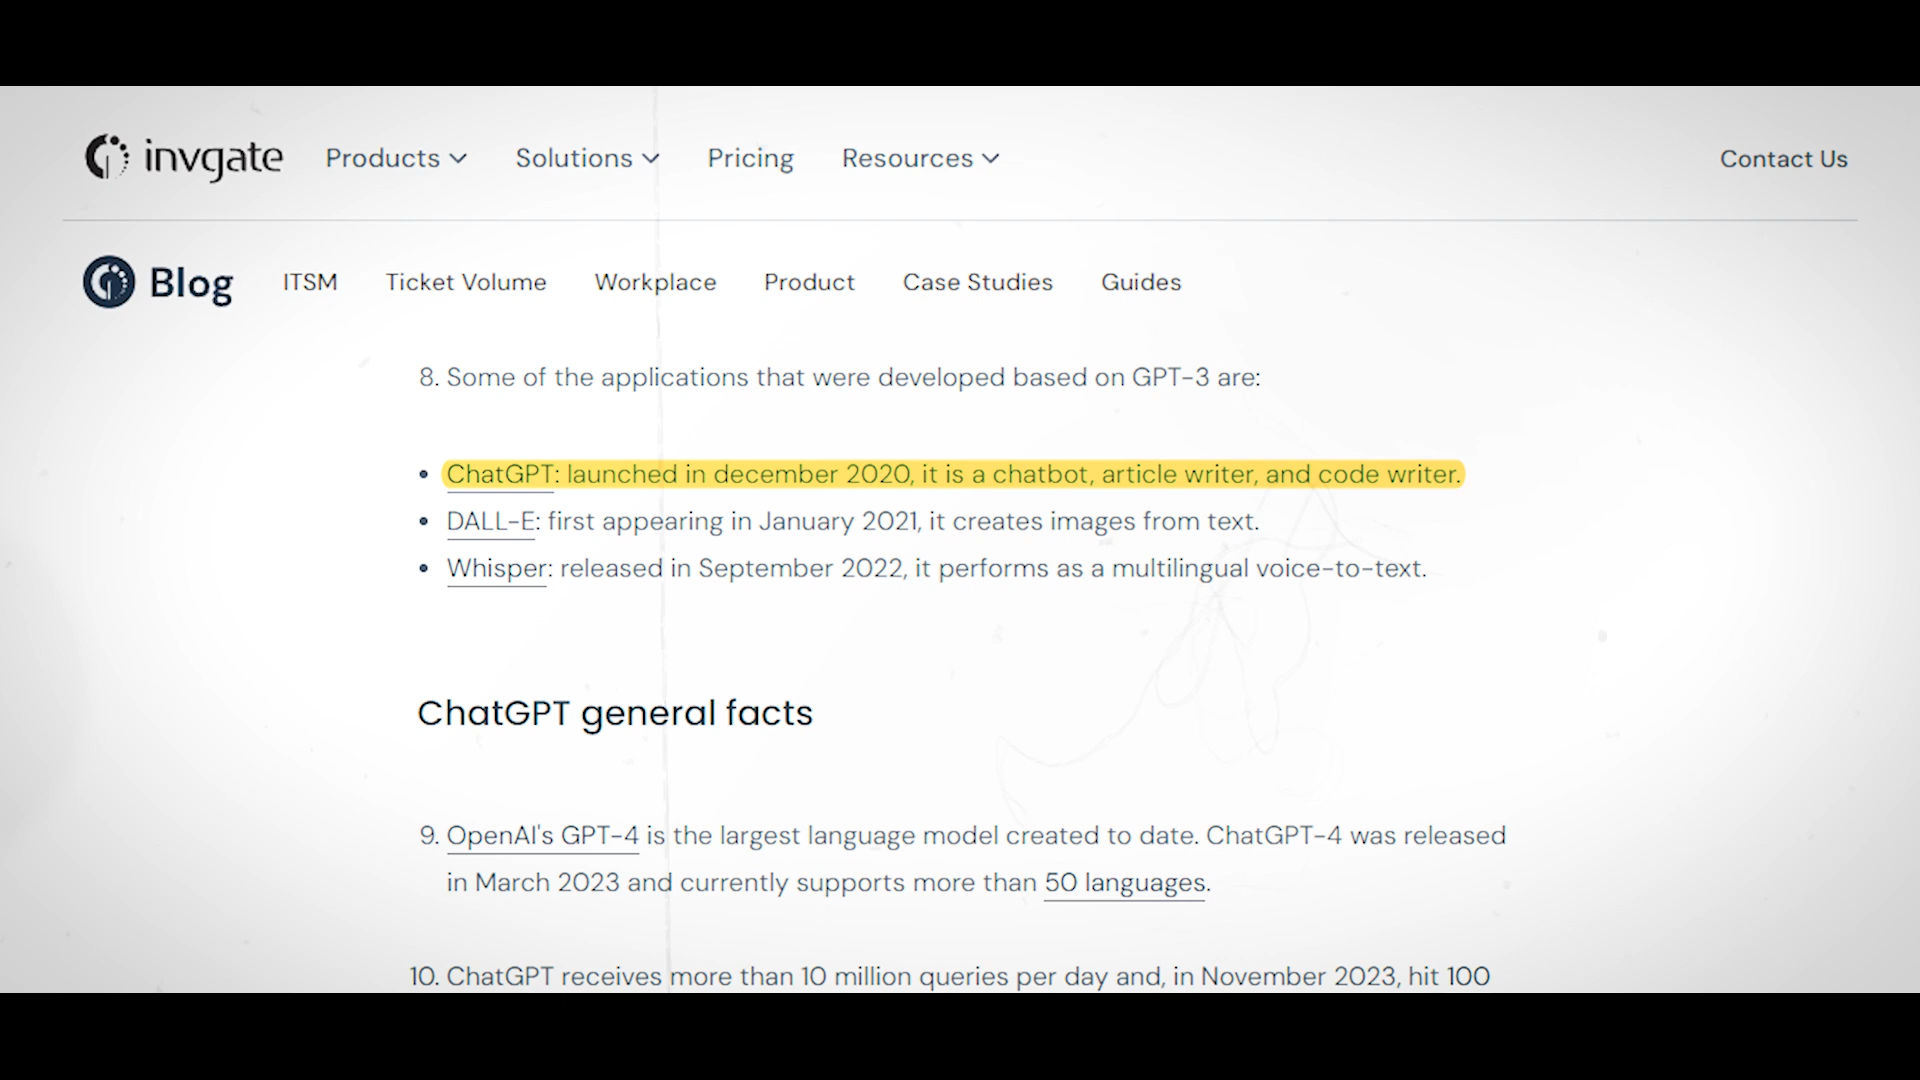 invgate Products Solutions Pricing Resources Contact Us
Blog ITSM Ticket Volume Workplace Product Case Studies Guides
8. Some of the applications that were developed based on GPT-3 are:
• ChatGPT: launched in december 2020, it is a chatbot, article writer, and code writer.
• DALL-E: first appearing in January 2021, it creates images from text.
• Whisper: released in September 2022, it performs as a multilingual voice-to-text.
ChatGPT general facts
9. OpenAI's GPT-4 is the largest language model created to date. ChatGPT-4 was released
in March 2023 and currently supports more than 50 languages.
10. ChatGPT receives more than 10 million queries per day and, in November 2023, hit 100